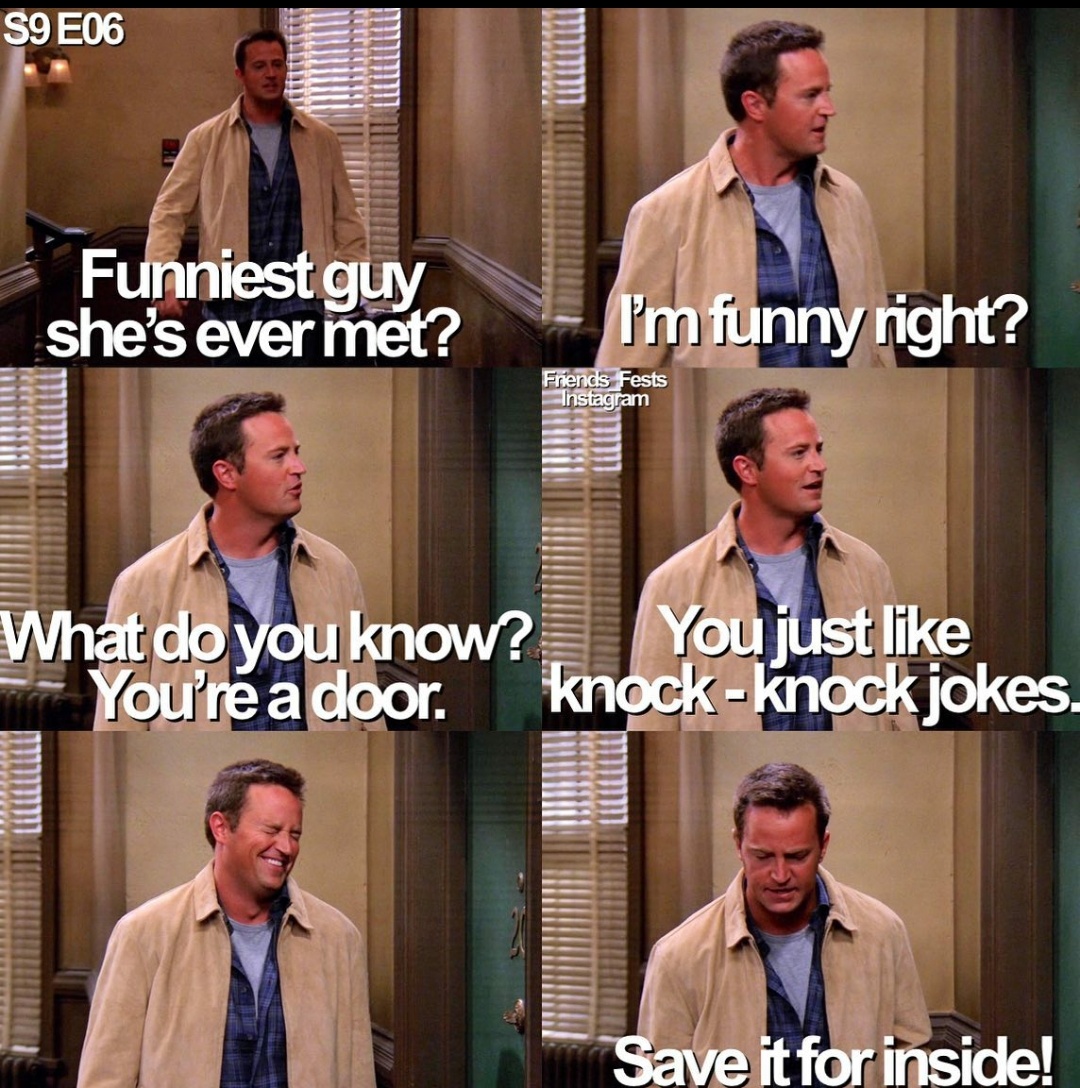 S9 E06
Funniest guy
she's ever met?
I'm funny right?
What do you know?
You're a door.
Friends_Fests
Instagram
You just like
knock - knock jokes.
Save it for inside!